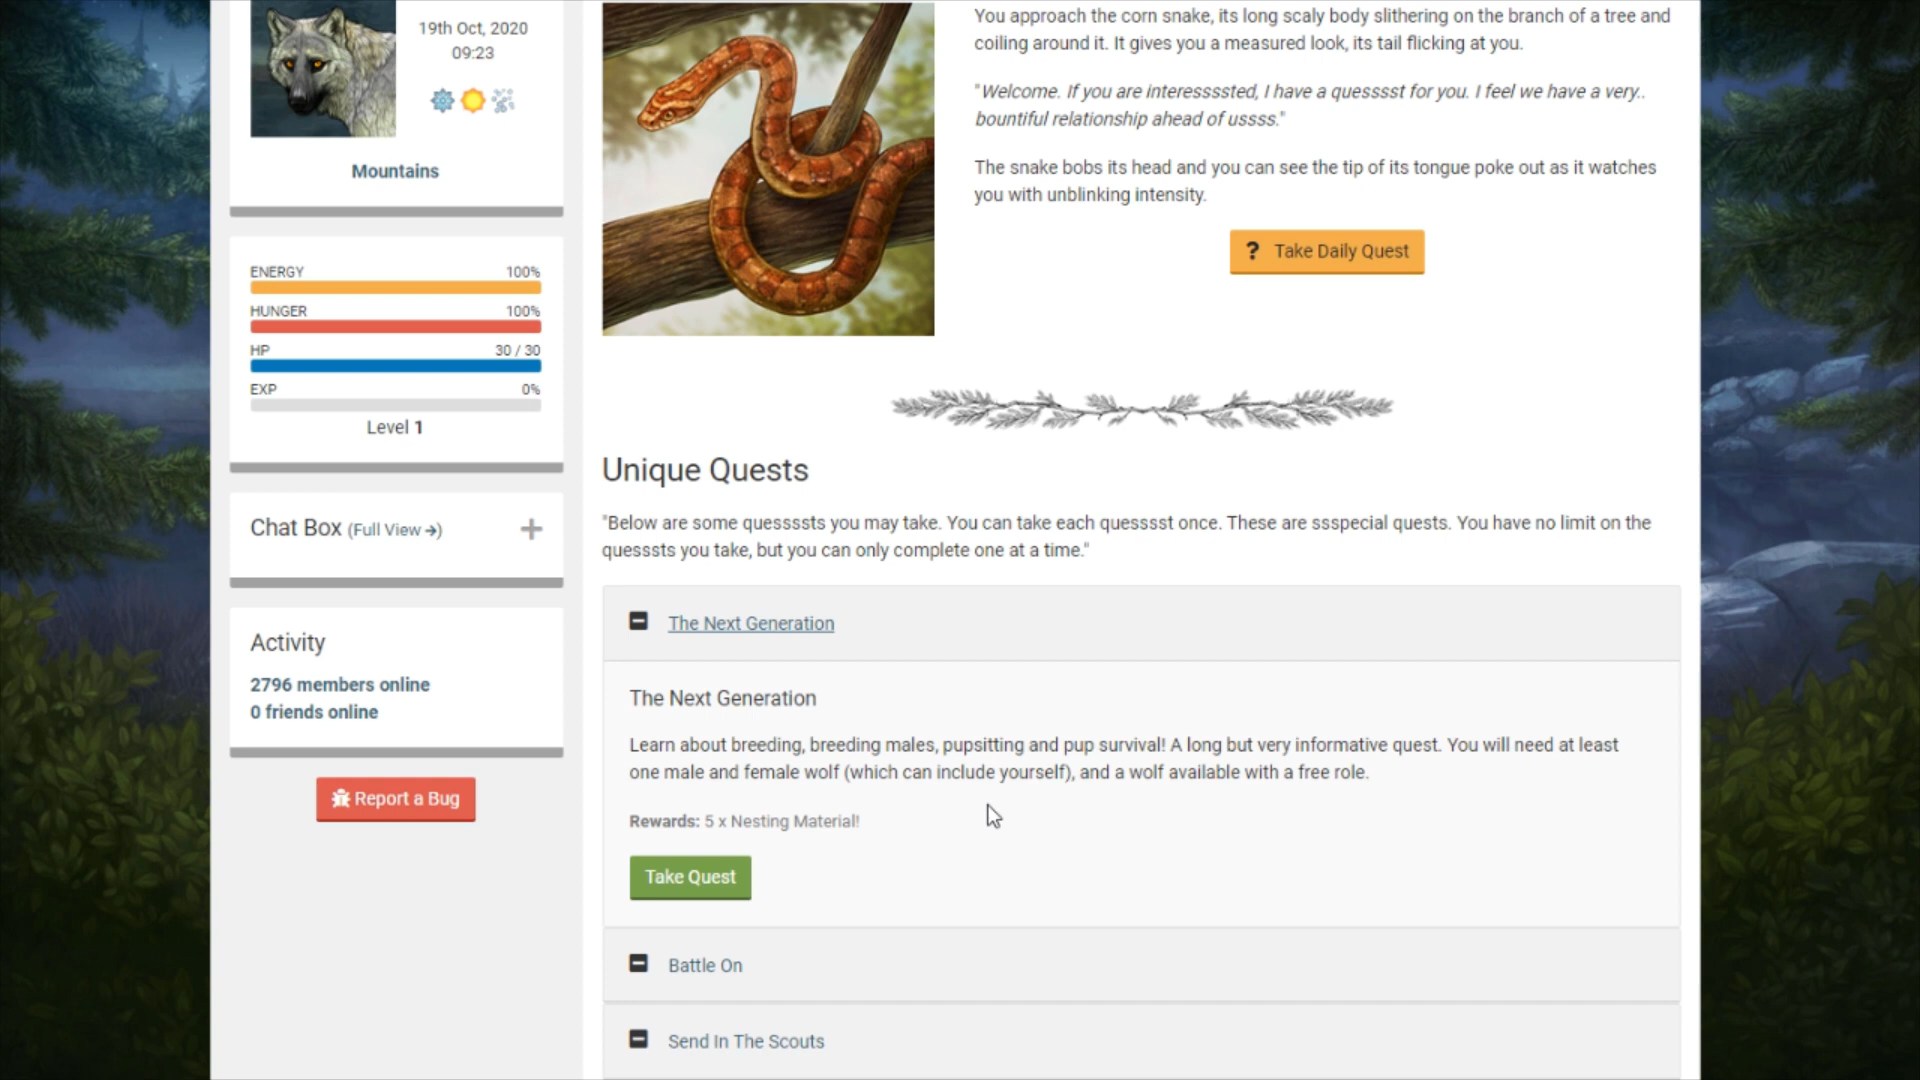 19th Oct, 2020
09:23
Mountains
ENERGY 100%
HUNGER 100%
HP 30 / 30
EXP 0%
Level 1
Chat Box (Full View →)
Activity
2796 members online
0 friends online
Report a Bug
You approach the corn snake, its long scaly body slithering on the branch of a tree and
coiling around it. It gives you a measured look, its tail flicking at you.
"Welcome. If you are interessssted, I have a quesssst for you. I feel we have a very..
bountiful relationship ahead of ussss."
The snake bobs its head and you can see the tip of its tongue poke out as it watches
you with unblinking intensity.
? Take Daily Quest
Unique Quests
"Below are some quessssts you may take. You can take each quesssst once. These are ssspecial quests. You have no limit on the
quesssts you take, but you can only complete one at a time."
The Next Generation
The Next Generation
Learn about breeding, breeding males, pupsitting and pup survival! A long but very informative quest. You will need at least
one male and female wolf (which can include yourself), and a wolf available with a free role.
Rewards: 5 x Nesting Material!
Take Quest
Battle On
Send In The Scouts